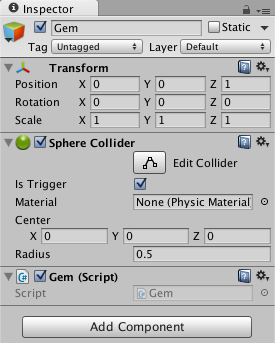 Inspector
Gem Static
Tag Untagged Layer Default
Transform
Position X 0 Y 0 Z 1
Rotation X 0 Y 0 Z 0
Scale X 1 Y 1 Z 1
Sphere Collider
Edit Collider
Is Trigger
Material None (Physic Material
Center
X 0 Y 0 Z 0
Radius 0.5
Gem (Script)
Script Gem
Add Component